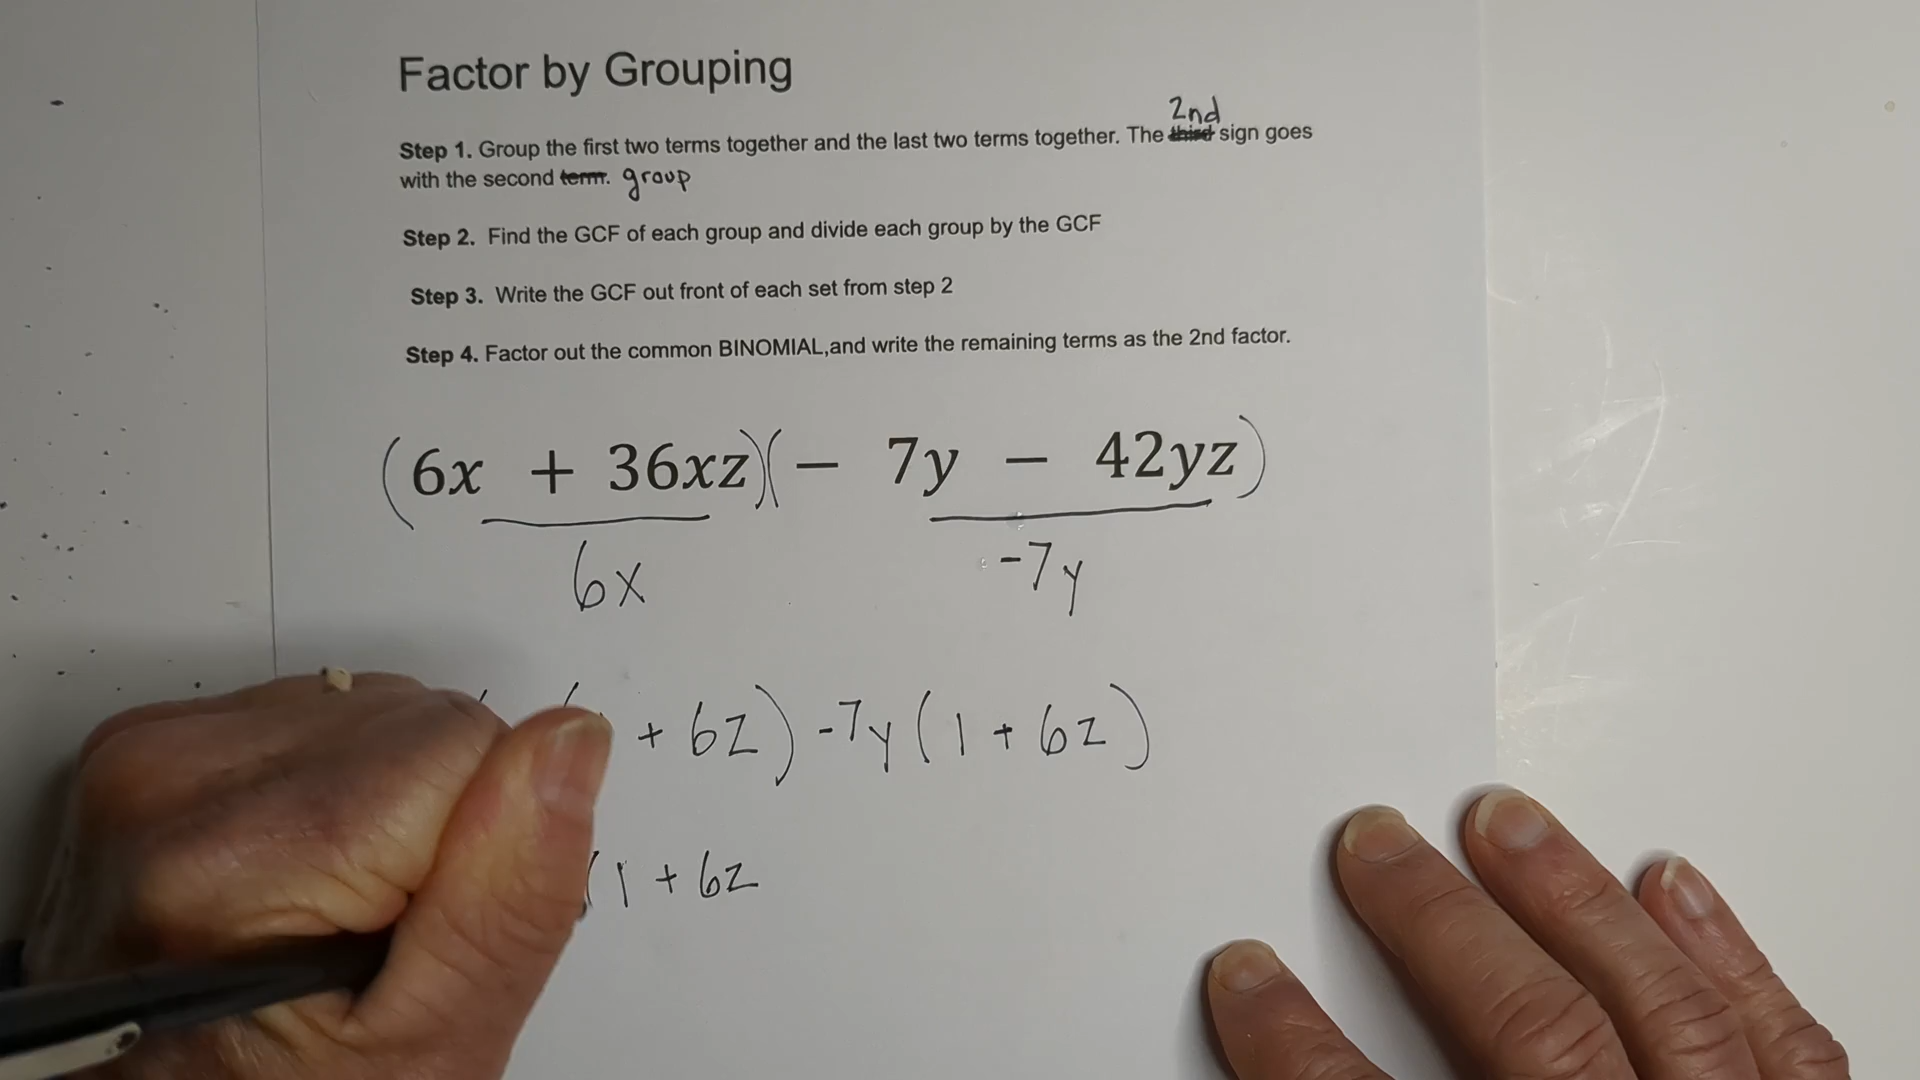 Factor by Grouping
2nd
Step 1. Group the first two terms together and the last two terms together. The third sign goes
with the second term. group
Step 2. Find the GCF of each group and divide each group by the GCF
Step 3. Write the GCF out front of each set from step 2
Step 4. Factor out the common BINOMIAL,and write the remaining terms as the 2nd factor.
(6x + 36xz)(− 7y − 42yz)
6x -7y
+ 6z) -7y(1 + 6z)
(1 + 6z